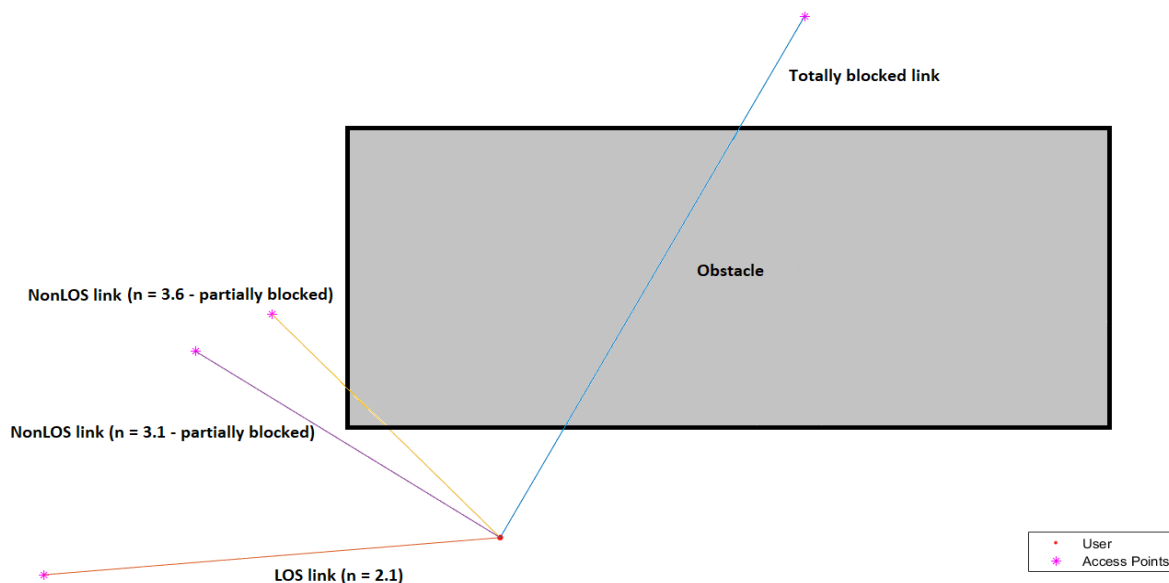 Totally blocked link
Obstacle
NonLOS link (n = 3.6 - partially blocked)
NonLOS link (n = 3.1 - partially blocked)
LOS link (n = 2.1)
User
Access Points